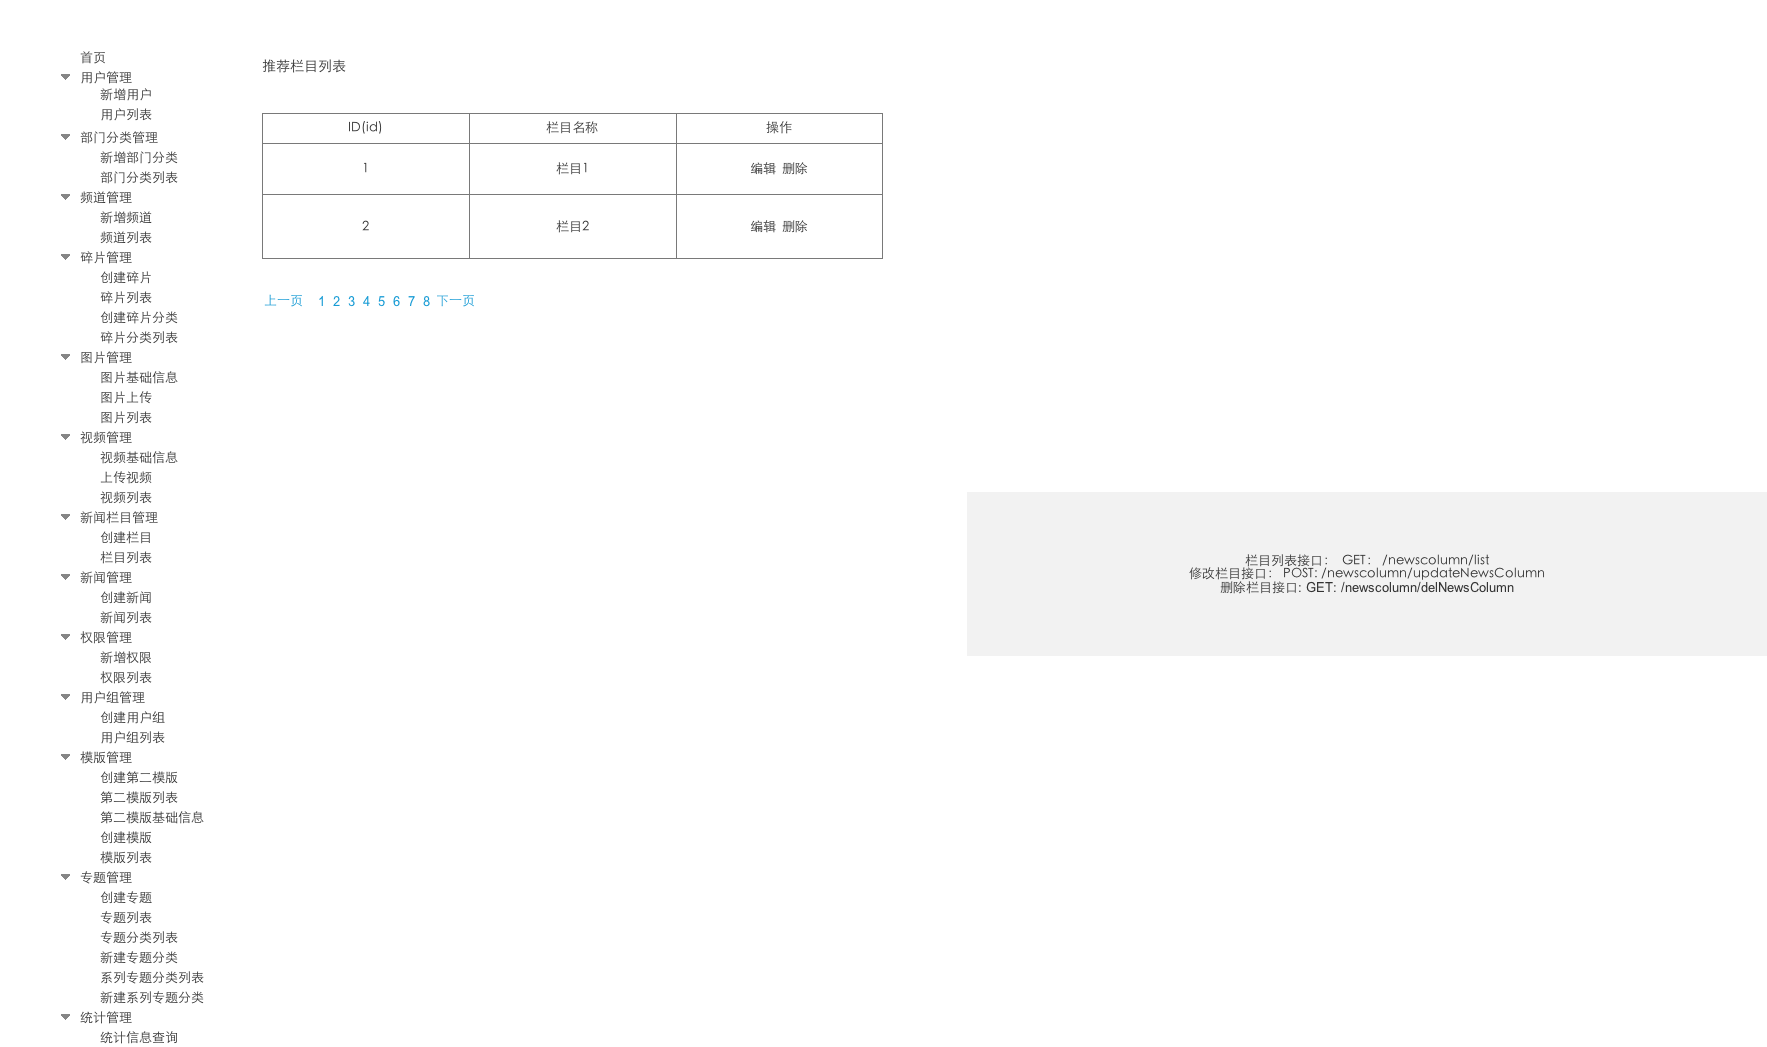 首页
用户管理
新增用户
用户列表
部门分类管理
新增部门分类
部门分类列表
频道管理
新增频道
频道列表
碎片管理
创建碎片
碎片列表
创建碎片分类
碎片分类列表
图片管理
图片基础信息
图片上传
图片列表
视频管理
视频基础信息
上传视频
视频列表
新闻栏目管理
创建栏目
栏目列表
新闻管理
创建新闻
新闻列表
权限管理
新增权限
权限列表
用户组管理
创建用户组
用户组列表
模版管理
创建第二模版
第二模版列表
第二模版基础信息
创建模版
模版列表
专题管理
创建专题
专题列表
专题分类列表
新建专题分类
系列专题分类列表
新建系列专题分类
统计管理
统计信息查询
推荐栏目列表
ID(id) 栏目名称 操作
1 栏目1 编辑 删除
2 栏目2 编辑 删除
上一页 1 2 3 4 5 6 7 8 下一页
栏目列表接口： GET： /newscolumn/list
修改栏目接口： POST: /newscolumn/updateNewsColumn
删除栏目接口: GET: /newscolumn/delNewsColumn